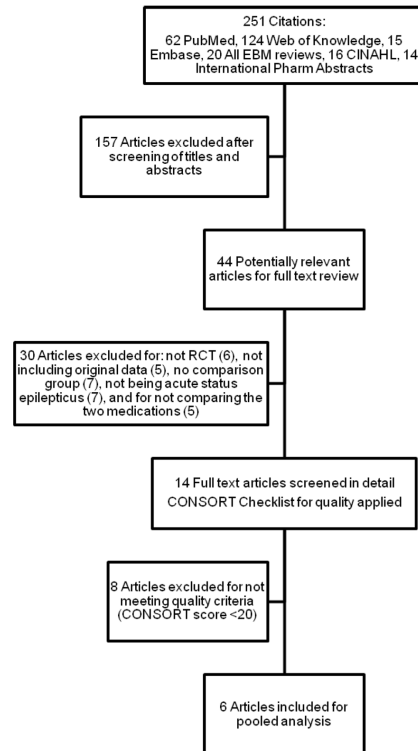 251 Citations:
62 PubMed, 124 Web of Knowledge, 15
Embase, 20 All EBM reviews, 16 CINAHL, 14
International Pharm Abstracts
157 Articles excluded after
screening of titles and
abstracts
44 Potentially relevant
articles for full text review
30 Articles excluded for: not RCT (6), not
including original data (5), no comparison
group (7), not being acute status
epilepticus (7), and for not comparing the
two medications (5)
14 Full text articles screened in detail
CONSORT Checklist for quality applied
8 Articles excluded for not
meeting quality criteria
(CONSORT score <20)
6 Articles included for
pooled analysis